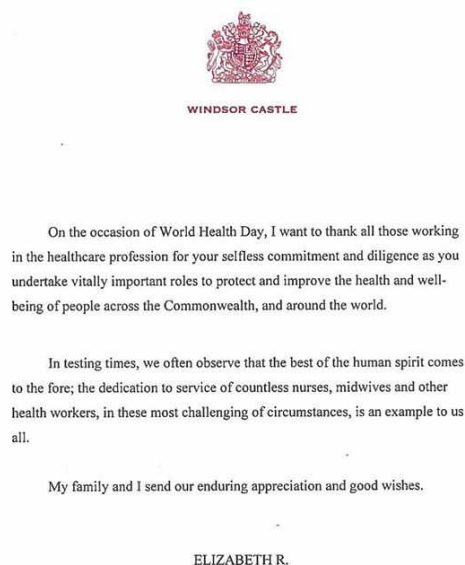 WINDSOR CASTLE
On the occasion of World Health Day, I want to thank all those working
in the healthcare profession for your selfless commitment and diligence as you
undertake vitally important roles to protect and improve the health and well-
being of people across the Commonwealth, and around the world.
In testing times, we often observe that the best of the human spirit comes
to the fore; the dedication to service of countless nurses, midwives and other
health workers, in these most challenging of circumstances, is an example to us
all.
My family and I send our enduring appreciation and good wishes.
ELIZABETH R.